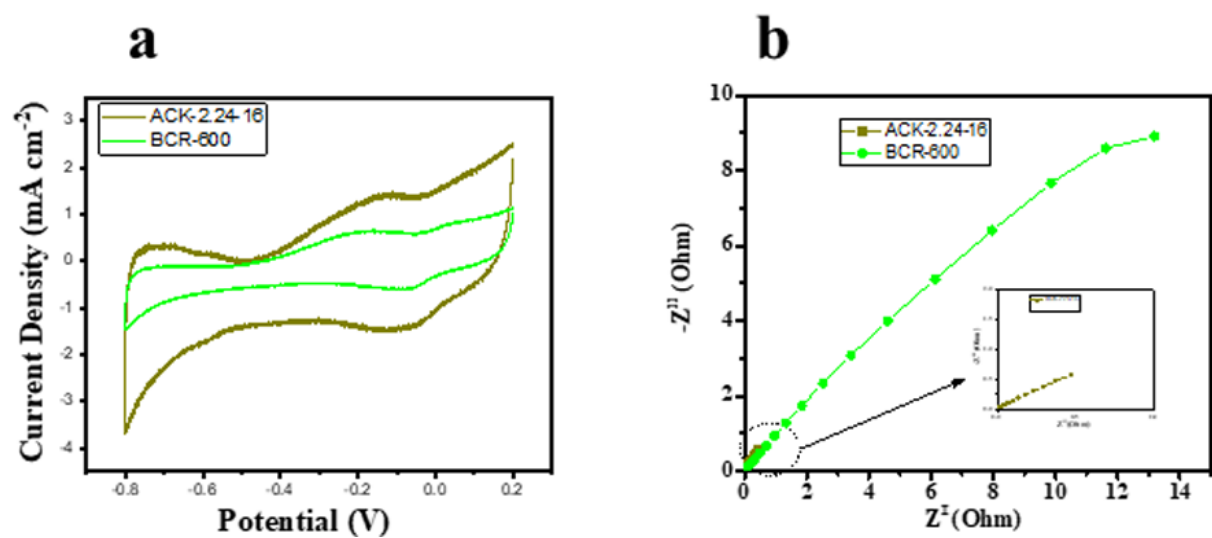 a
b
ACK-2.24-16
BCR-600
3
2
1
0
-1
-2
-3
-4
-0.8
-0.6
-0.4
-0.2
0.0
0.2
Current Density (mA cm⁻²)
Potential (V)
ACK-2.24-16
BCR-600
10
8
6
4
2
0
0
2
4
6
8
10
12
14
-Zᴵᴵ (Ohm)
Zᴵ (Ohm)